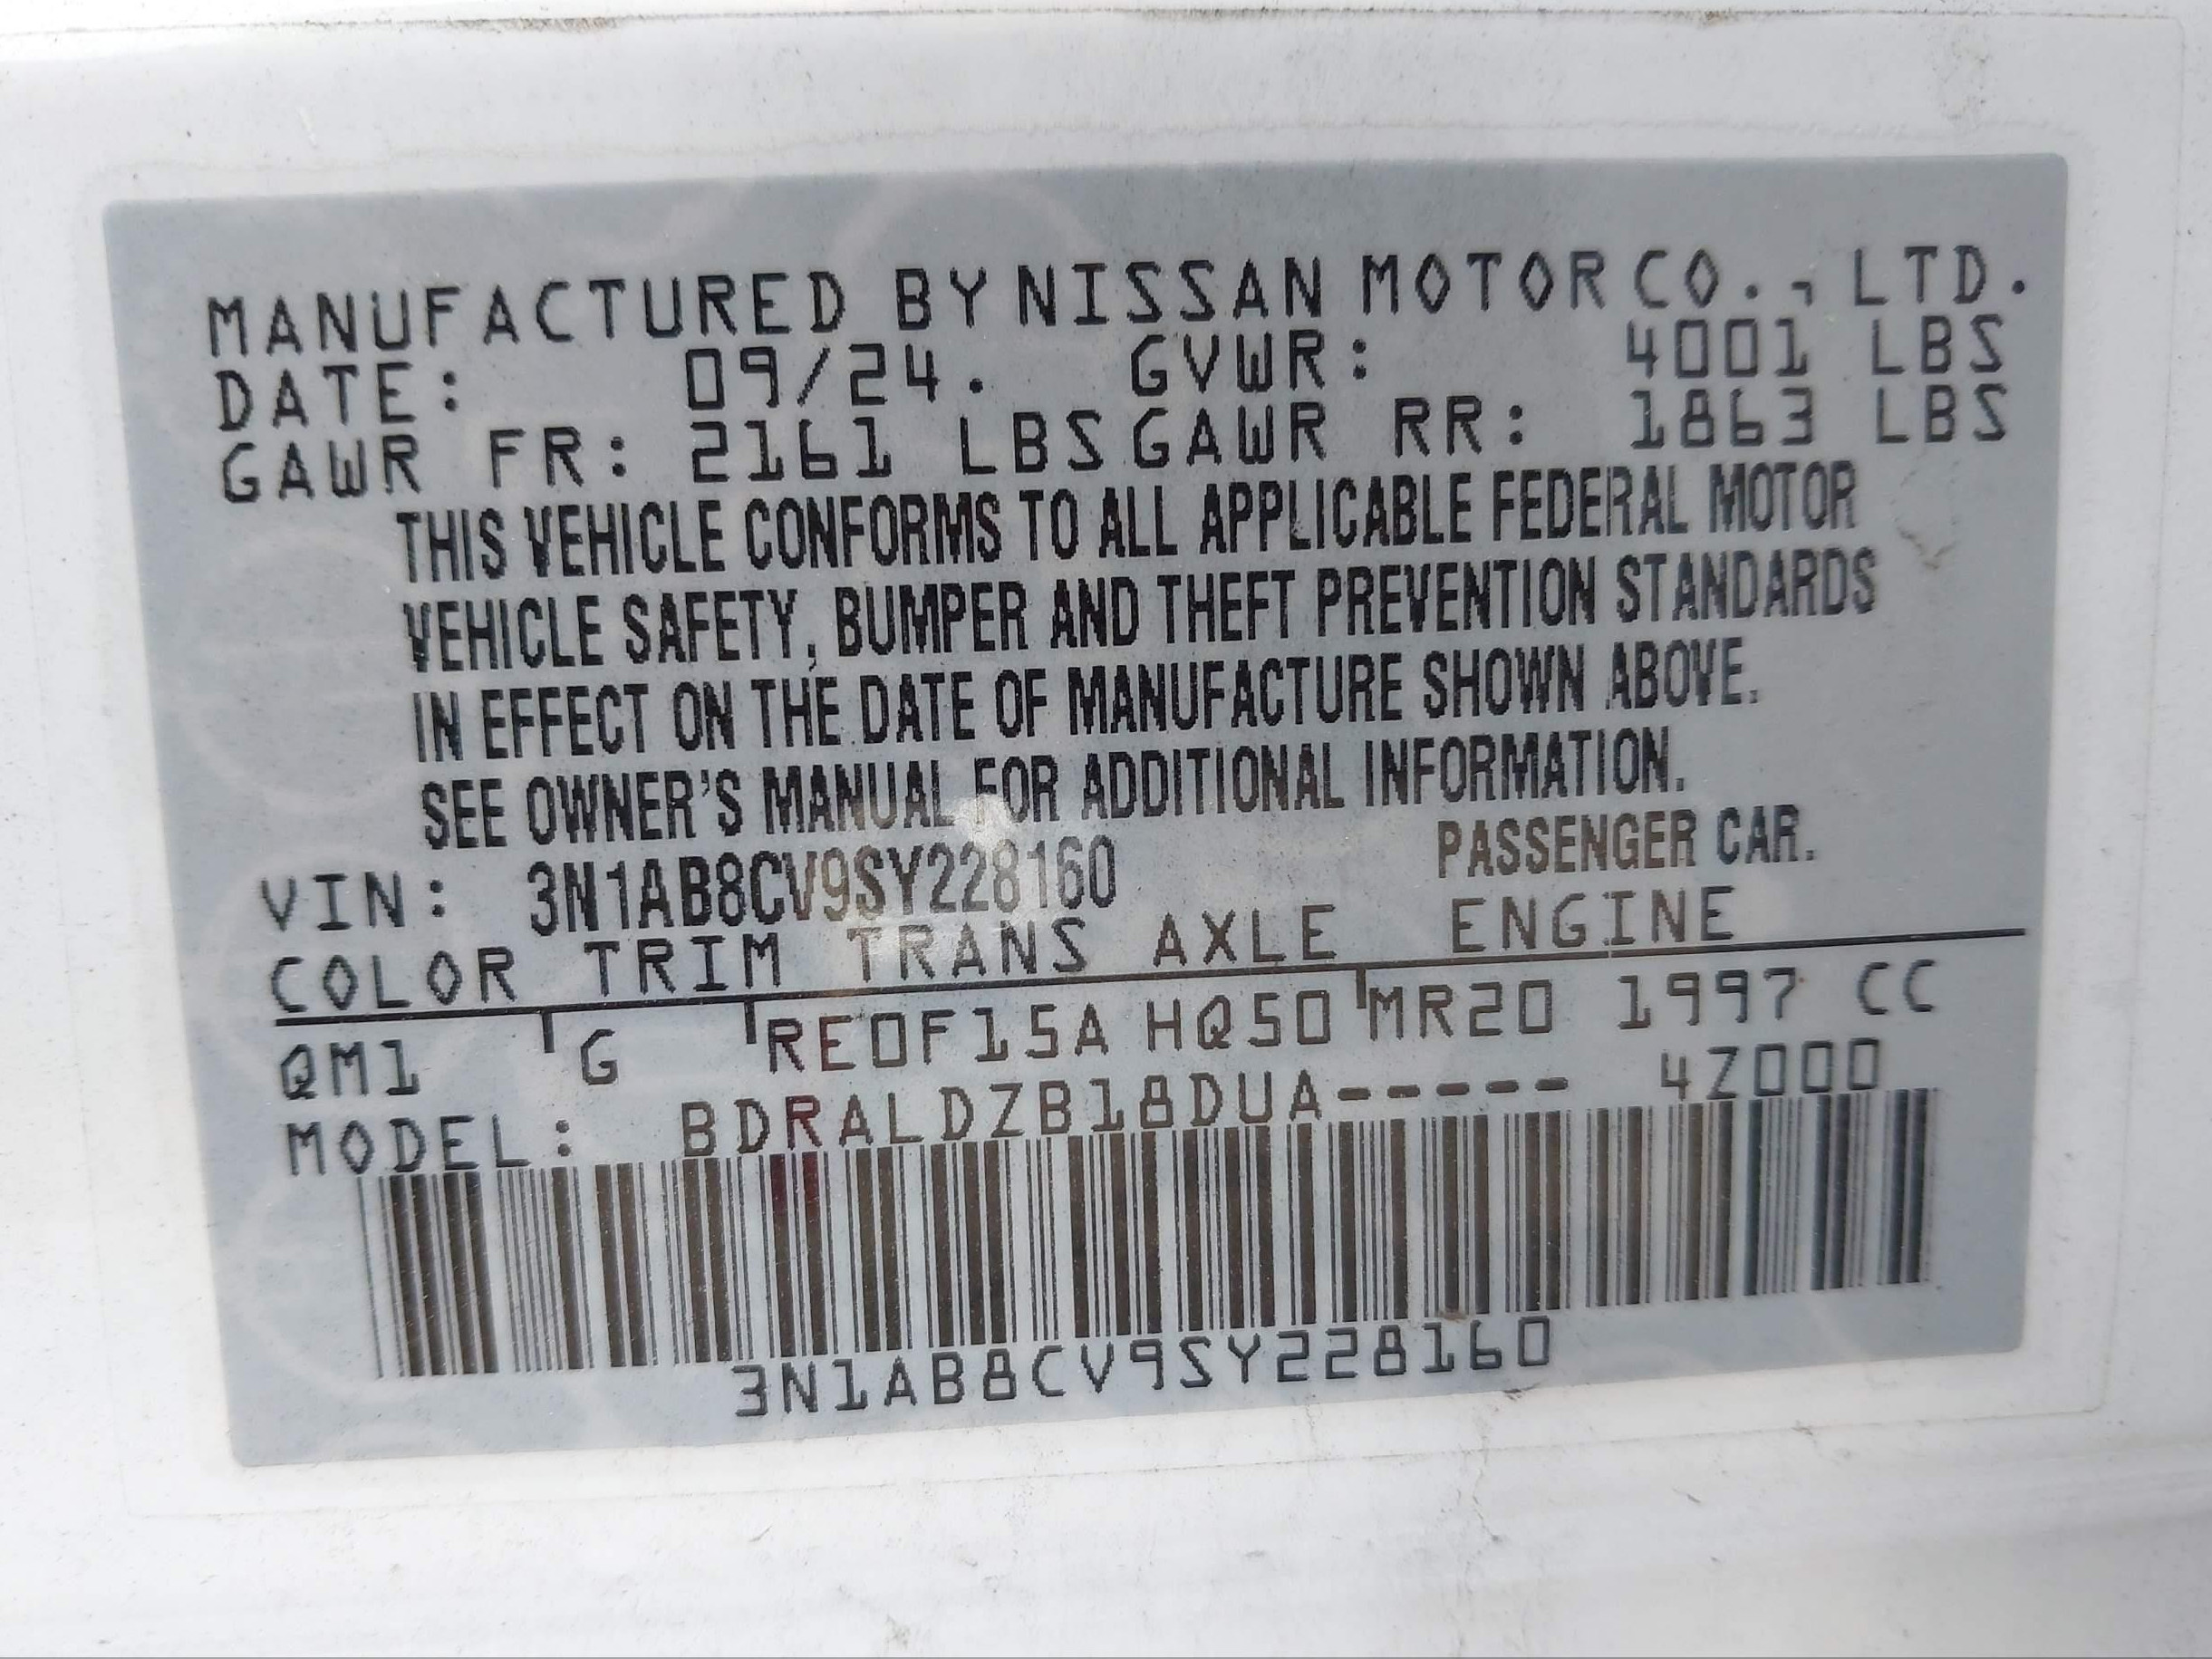 MANUFACTURED BY NISSAN MOTOR CO., LTD.
DATE: 09/24. GVWR: 4001 LBS
GAWR FR: 2161 LBS GAWR RR: 1863 LBS
THIS VEHICLE CONFORMS TO ALL APPLICABLE FEDERAL MOTOR
VEHICLE SAFETY, BUMPER AND THEFT PREVENTION STANDARDS
IN EFFECT ON THE DATE OF MANUFACTURE SHOWN ABOVE.
SEE OWNER'S MANUAL FOR ADDITIONAL INFORMATION.
VIN: 3N1AB8CV9SY228160 PASSENGER CAR.
COLOR TRIM TRANS AXLE ENGINE
QM1 G RE0F15A HQ50 MR20 1997 CC
MODEL: BDRALDZB18DUA----- 4Z000
3N1AB8CV9SY228160